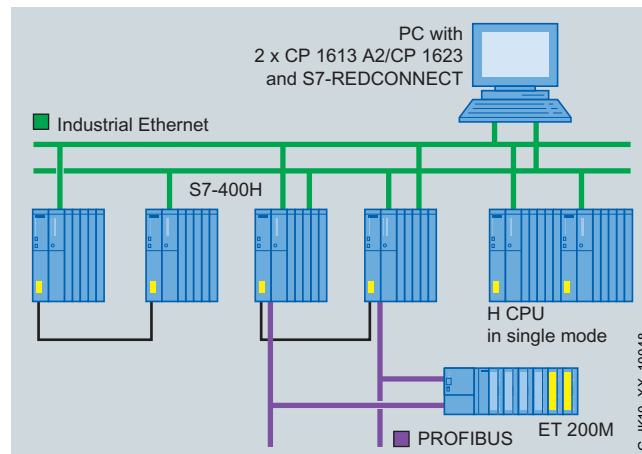 PC with
2 x CP 1613 A2/CP 1623
and S7-REDCONNECT
Industrial Ethernet
S7-400H
H CPU
in single mode
ET 200M
PROFIBUS